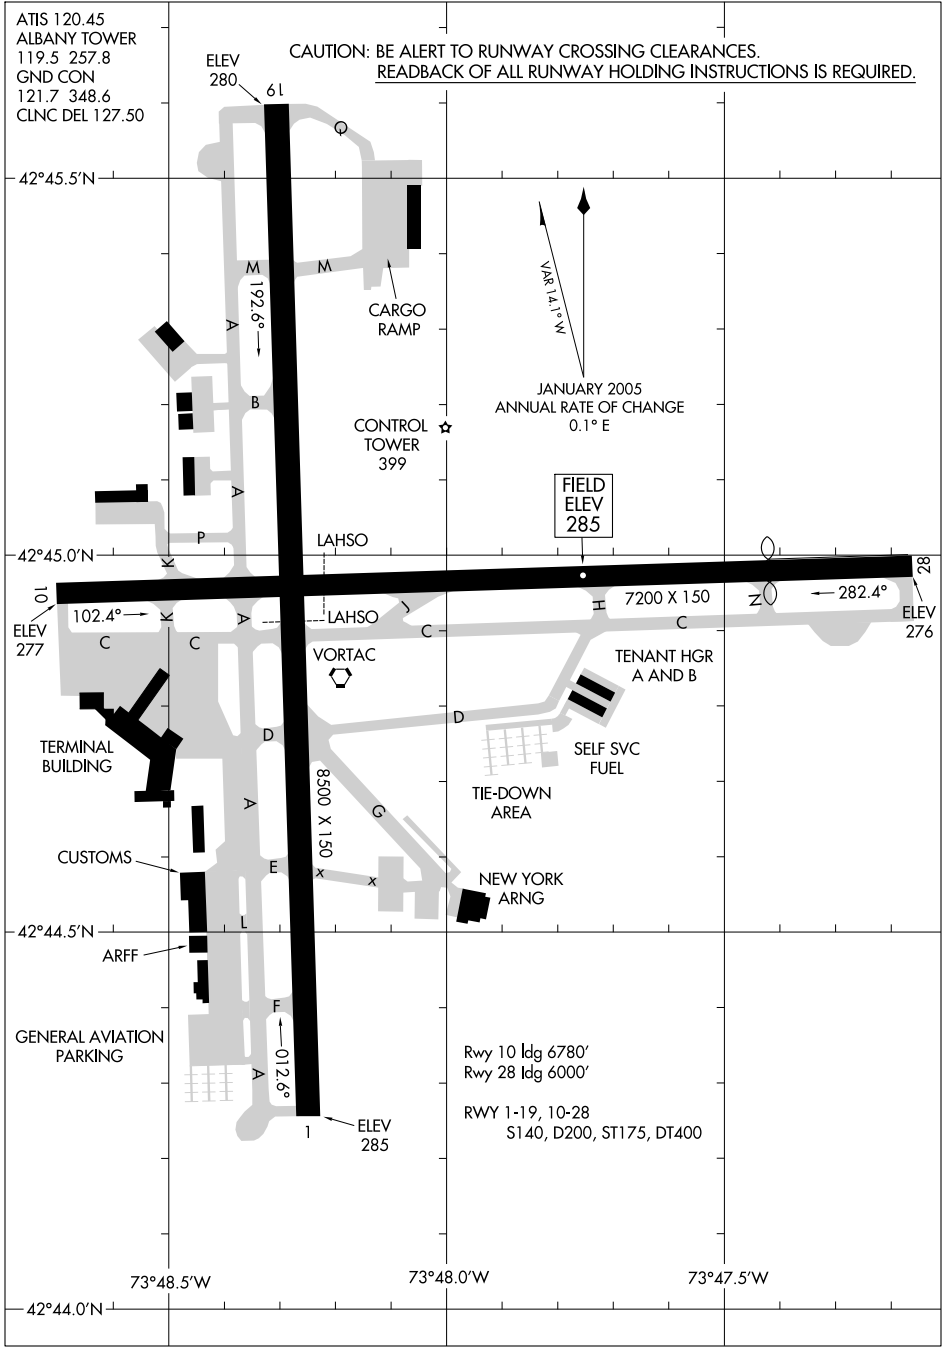 ATIS 120.45
ALBANY TOWER
119.5 257.8
GND CON
121.7 348.6
CLNC DEL 127.50
CAUTION: BE ALERT TO RUNWAY CROSSING CLEARANCES.
READBACK OF ALL RUNWAY HOLDING INSTRUCTIONS IS REQUIRED.
ELEV
280
19
Q
42°45.5'N
M
M
192.6°
A
CARGO
RAMP
VAR 14.1° W
JANUARY 2005
ANNUAL RATE OF CHANGE
0.1° E
B
CONTROL
TOWER
399
A
FIELD
ELEV
285
P
LAHSO
42°45.0'N
K
10
28
102.4°
K
A
LAHSO
J
H
7200 X 150
N
282.4°
ELEV
277
ELEV
276
C
C
C
C
VORTAC
TENANT HGR
A AND B
D
D
TERMINAL
BUILDING
SELF SVC
FUEL
TIE-DOWN
AREA
8500 X 150
A
G
CUSTOMS
E
x
x
NEW YORK
ARNG
L
42°44.5'N
ARFF
F
GENERAL AVIATION
PARKING
012.6°
A
Rwy 10 ldg 6780'
Rwy 28 ldg 6000'
RWY 1-19, 10-28
S140, D200, ST175, DT400
1
ELEV
285
73°48.5'W
73°48.0'W
73°47.5'W
42°44.0'N